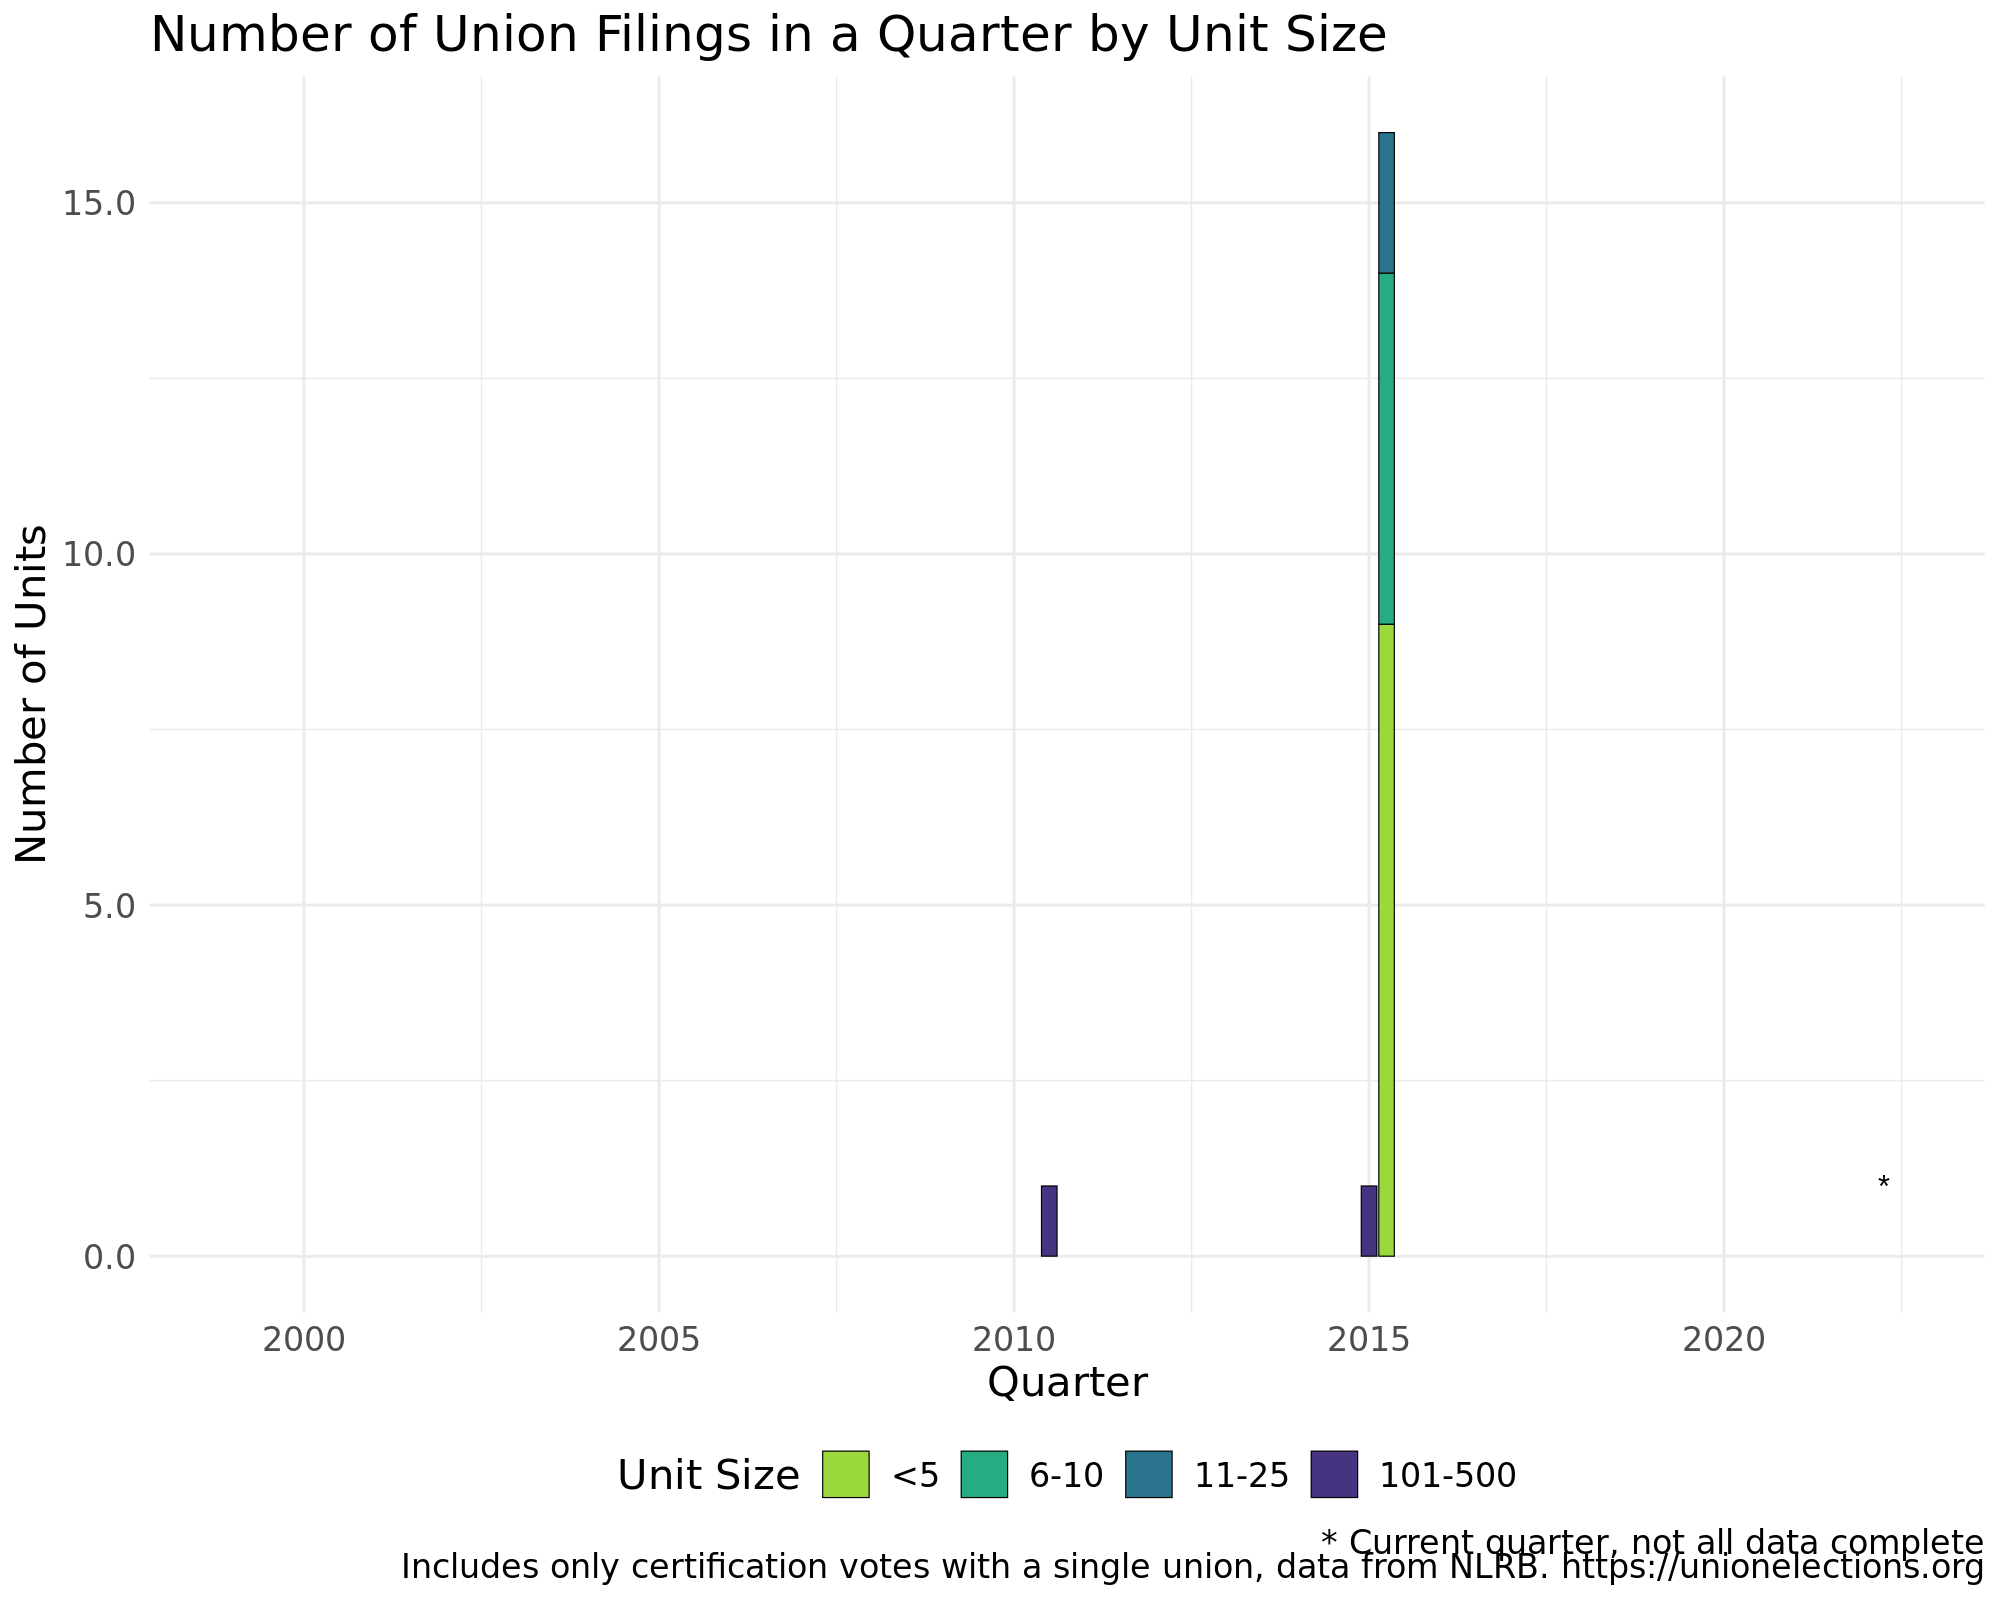 Number of Union Filings in a Quarter by Unit Size
Number of Units
15.0
10.0
5.0
0.0
*
2000 2005 2010 2015 2020
Quarter
Unit Size <5 6-10 11-25 101-500
* Current quarter, not all data complete
Includes only certification votes with a single union, data from NLRB. https://unionelections.org